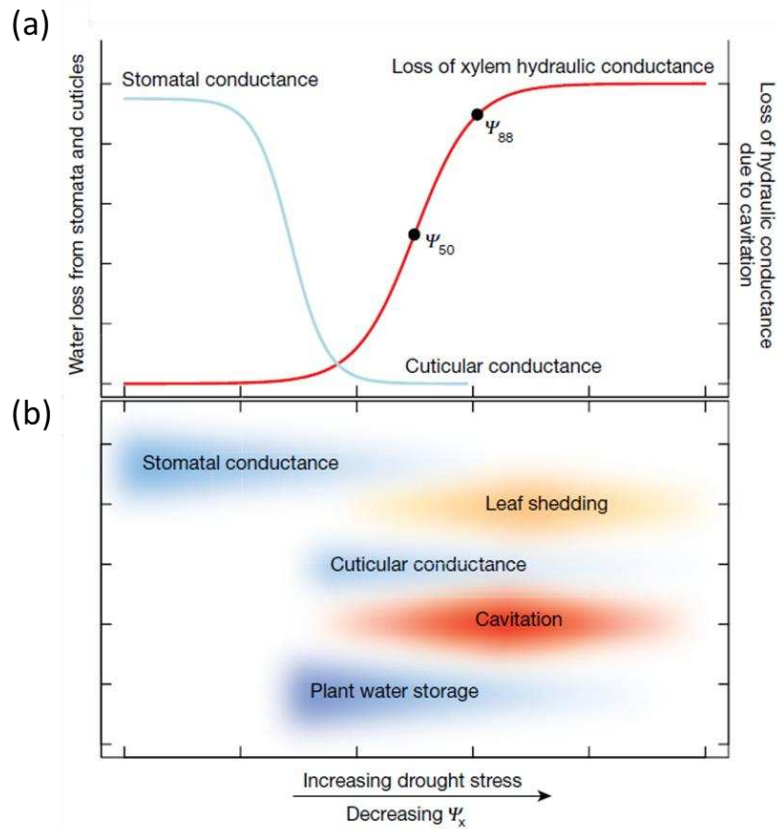 (a)
Water loss from stomata and cuticles
Stomatal conductance
Loss of xylem hydraulic conductance
Ψ88
Ψ50
Cuticular conductance
Loss of hydraulic conductance
due to cavitation
(b)
Stomatal conductance
Leaf shedding
Cuticular conductance
Cavitation
Plant water storage
Increasing drought stress
Decreasing Ψx